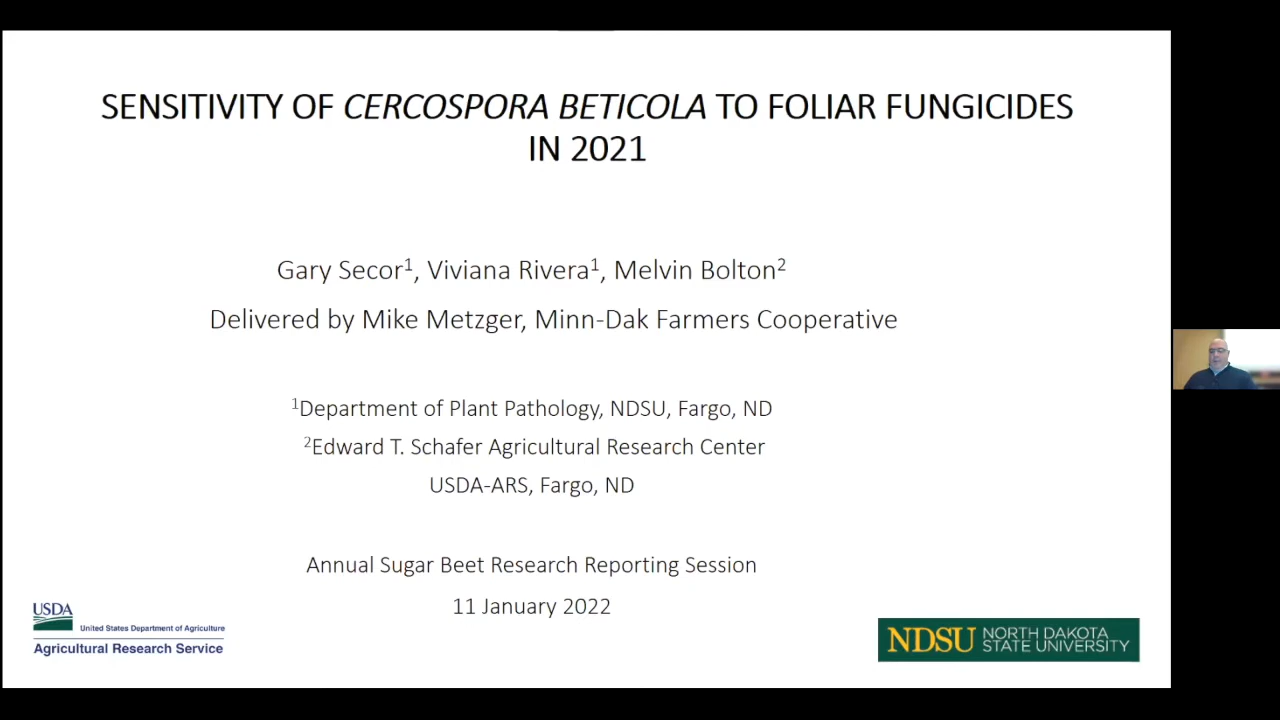 SENSITIVITY OF CERCOSPORA BETICOLA TO FOLIAR FUNGICIDES
IN 2021
Gary Secor¹, Viviana Rivera¹, Melvin Bolton²
Delivered by Mike Metzger, Minn-Dak Farmers Cooperative
¹Department of Plant Pathology, NDSU, Fargo, ND
²Edward T. Schafer Agricultural Research Center
USDA-ARS, Fargo, ND
Annual Sugar Beet Research Reporting Session
11 January 2022
USDA
United States Department of Agriculture
Agricultural Research Service
NDSU
NORTH DAKOTA
STATE UNIVERSITY